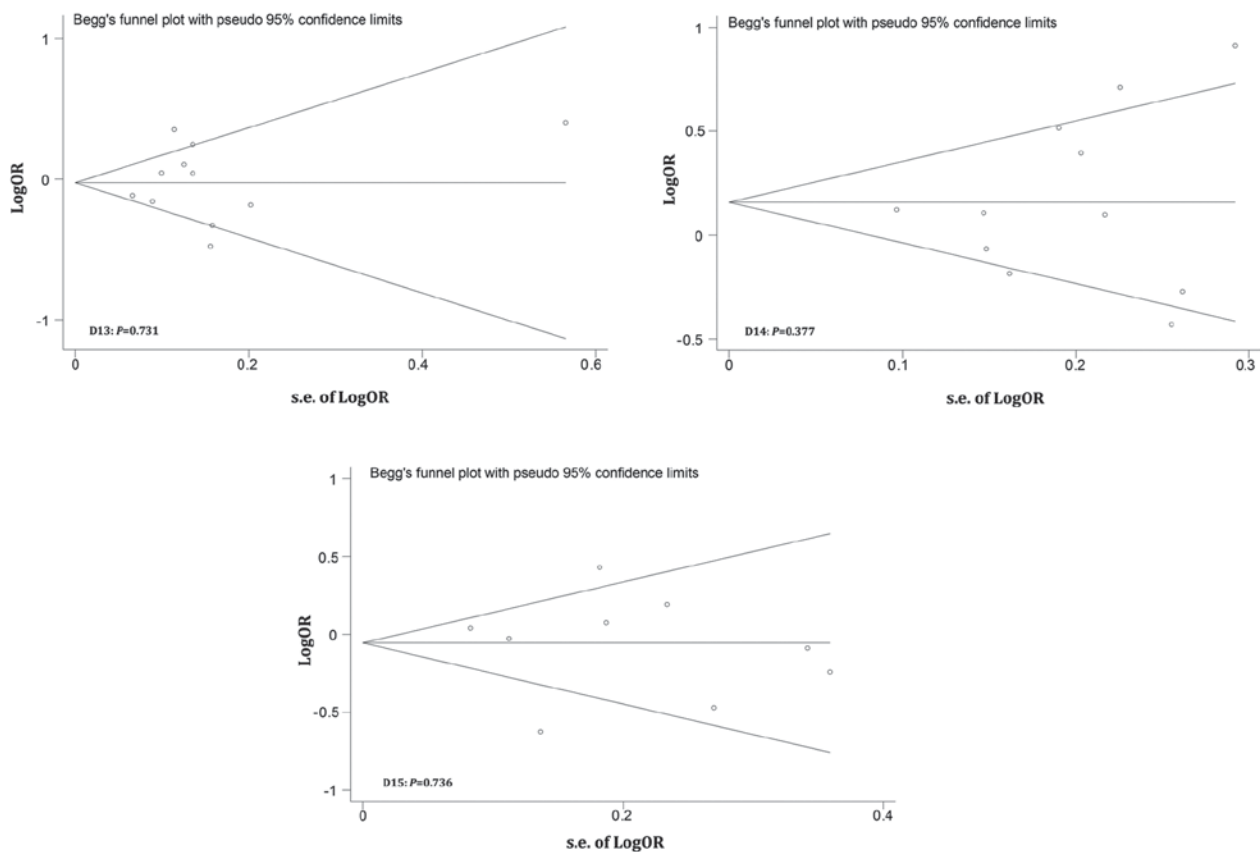 Begg's funnel plot with pseudo 95% confidence limits
1
0
-1
LogOR
D13: P=0.731
0
0.2
0.4
0.6
s.e. of LogOR
Begg's funnel plot with pseudo 95% confidence limits
1
0.5
0
-0.5
LogOR
D14: P=0.377
0
0.1
0.2
0.3
s.e. of LogOR
Begg's funnel plot with pseudo 95% confidence limits
1
0.5
0
-0.5
-1
LogOR
D15: P=0.736
0
0.2
0.4
s.e. of LogOR